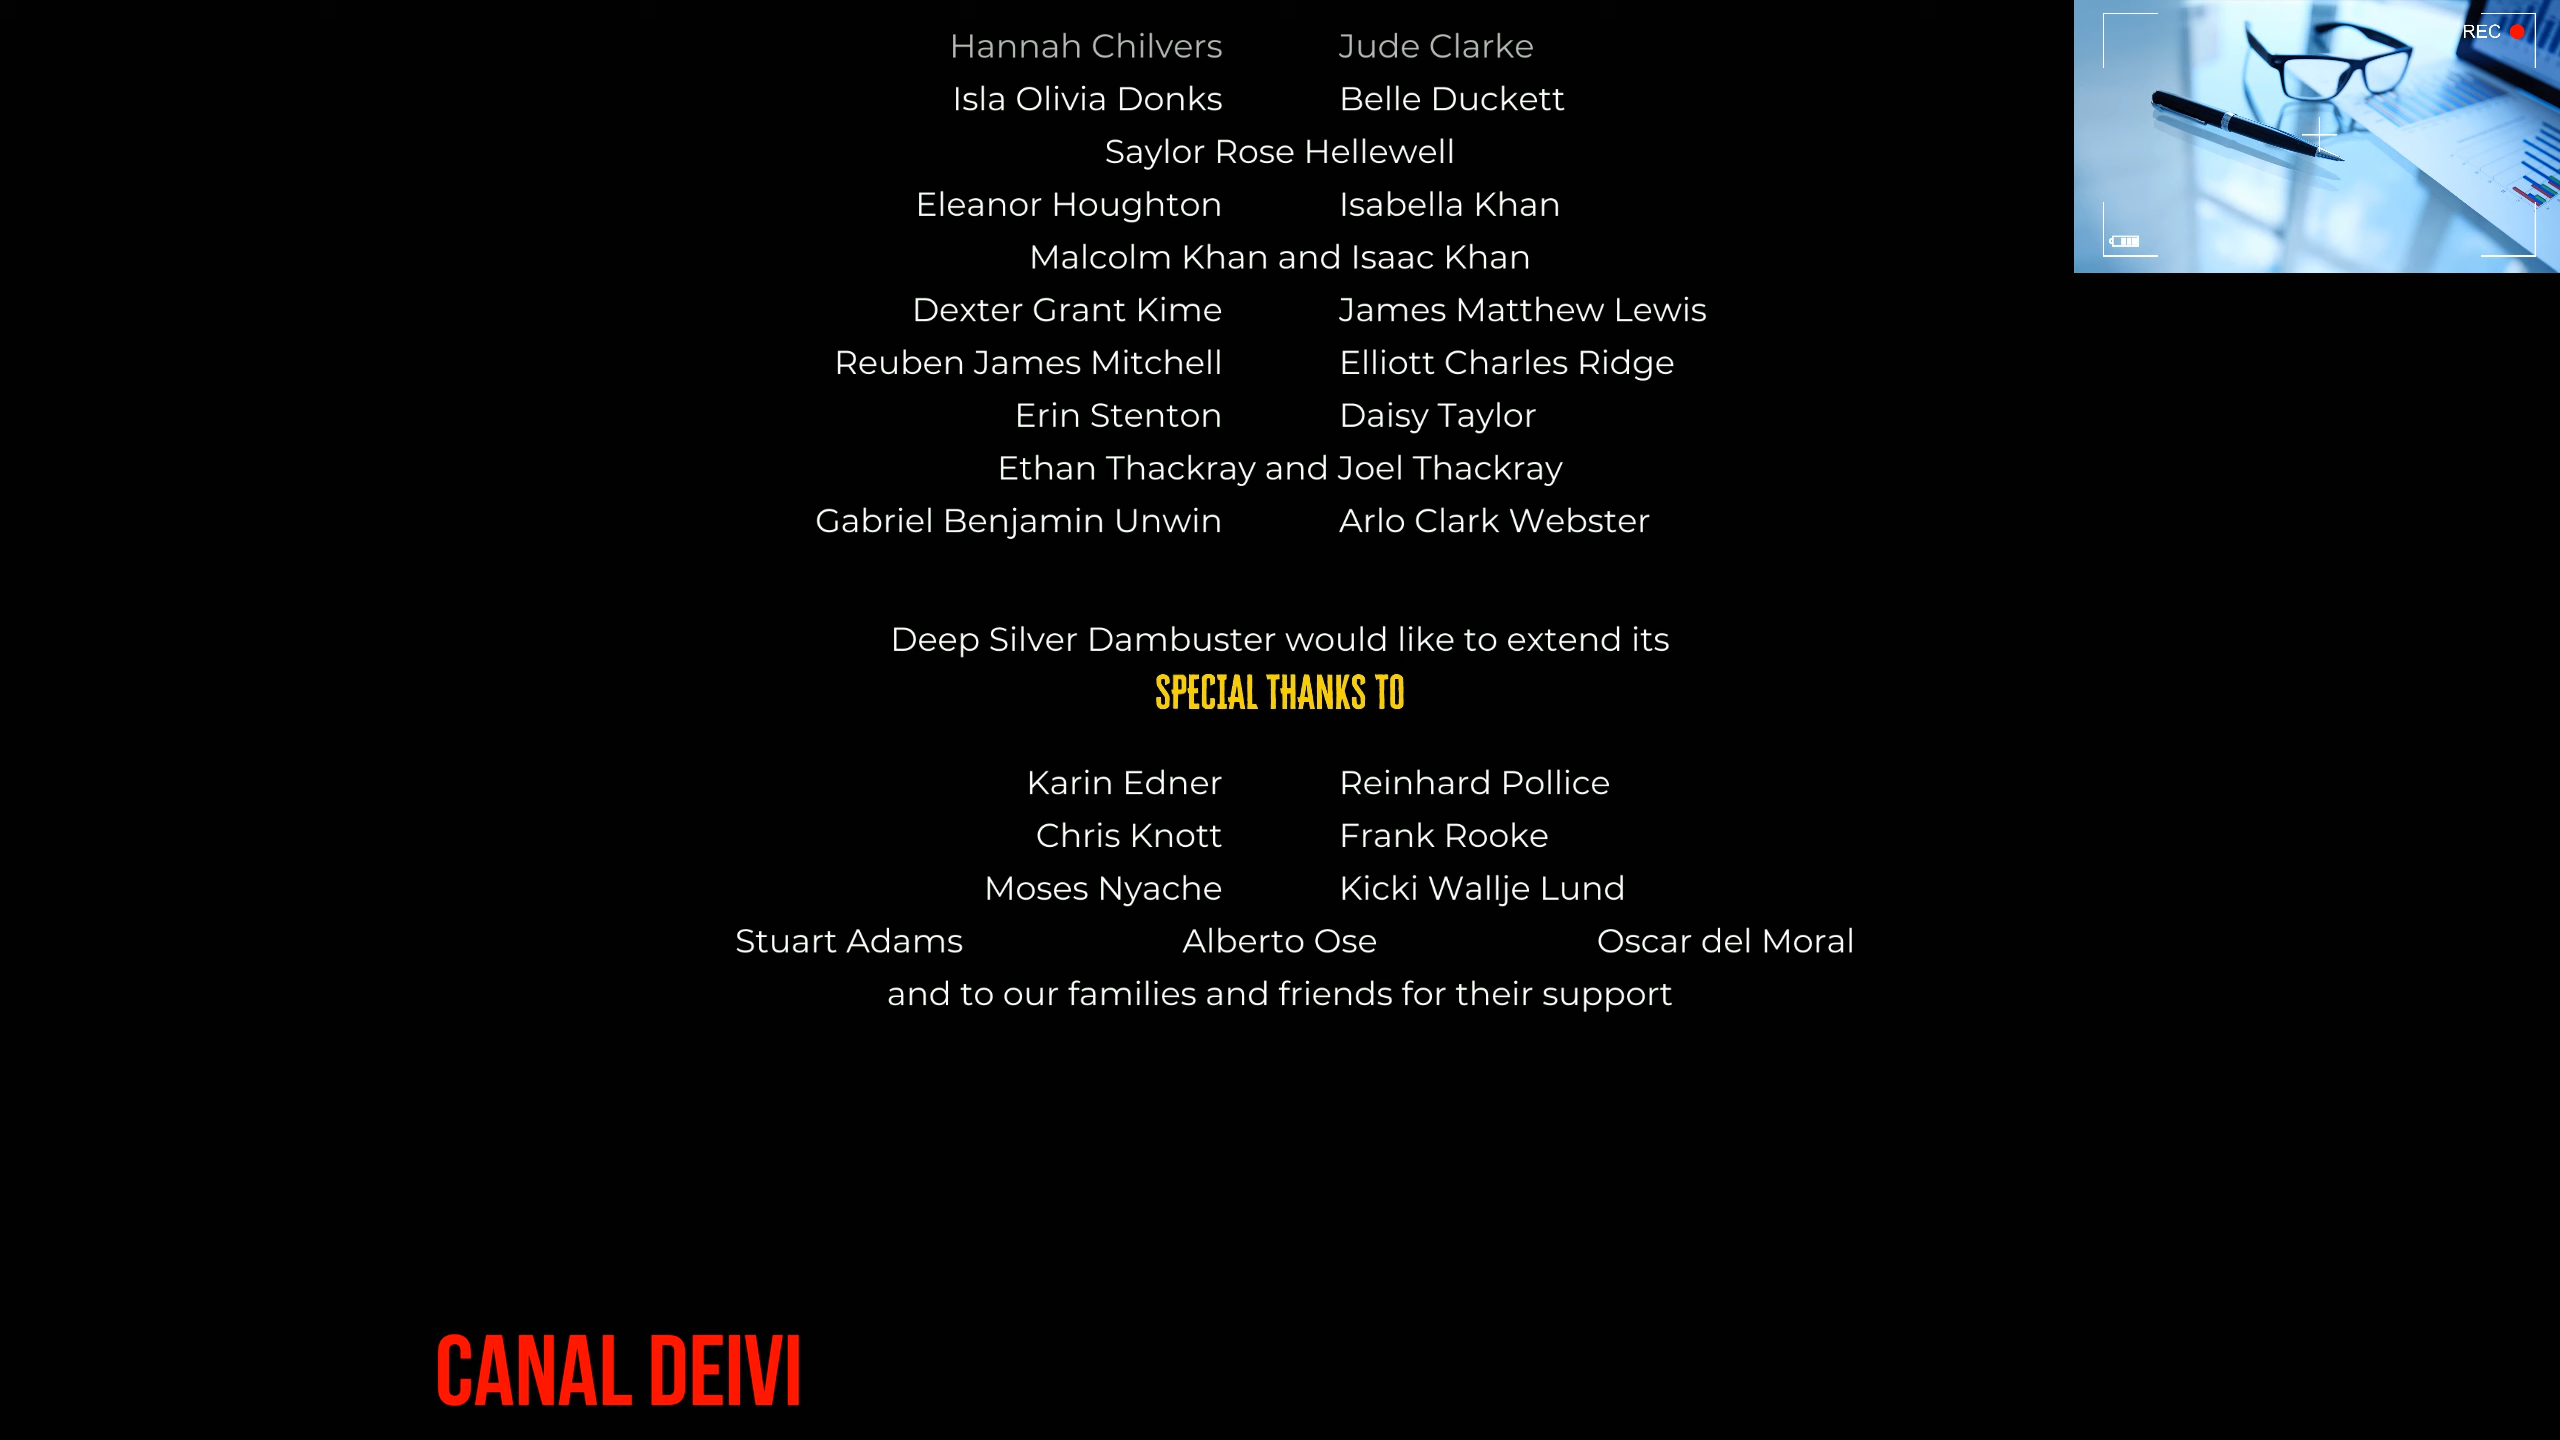 Hannah Chilvers Jude Clarke
REC
Isla Olivia Donks Belle Duckett
Saylor Rose Hellewell
Eleanor Houghton Isabella Khan
Malcolm Khan and Isaac Khan
Dexter Grant Kime James Matthew Lewis
Reuben James Mitchell Elliott Charles Ridge
Erin Stenton Daisy Taylor
Ethan Thackray and Joel Thackray
Gabriel Benjamin Unwin Arlo Clark Webster
Deep Silver Dambuster would like to extend its
SPECIAL THANKS TO
Karin Edner Reinhard Pollice
Chris Knott Frank Rooke
Moses Nyache Kicki Wallje Lund
Stuart Adams Alberto Ose Oscar del Moral
and to our families and friends for their support
CANAL DEIVI